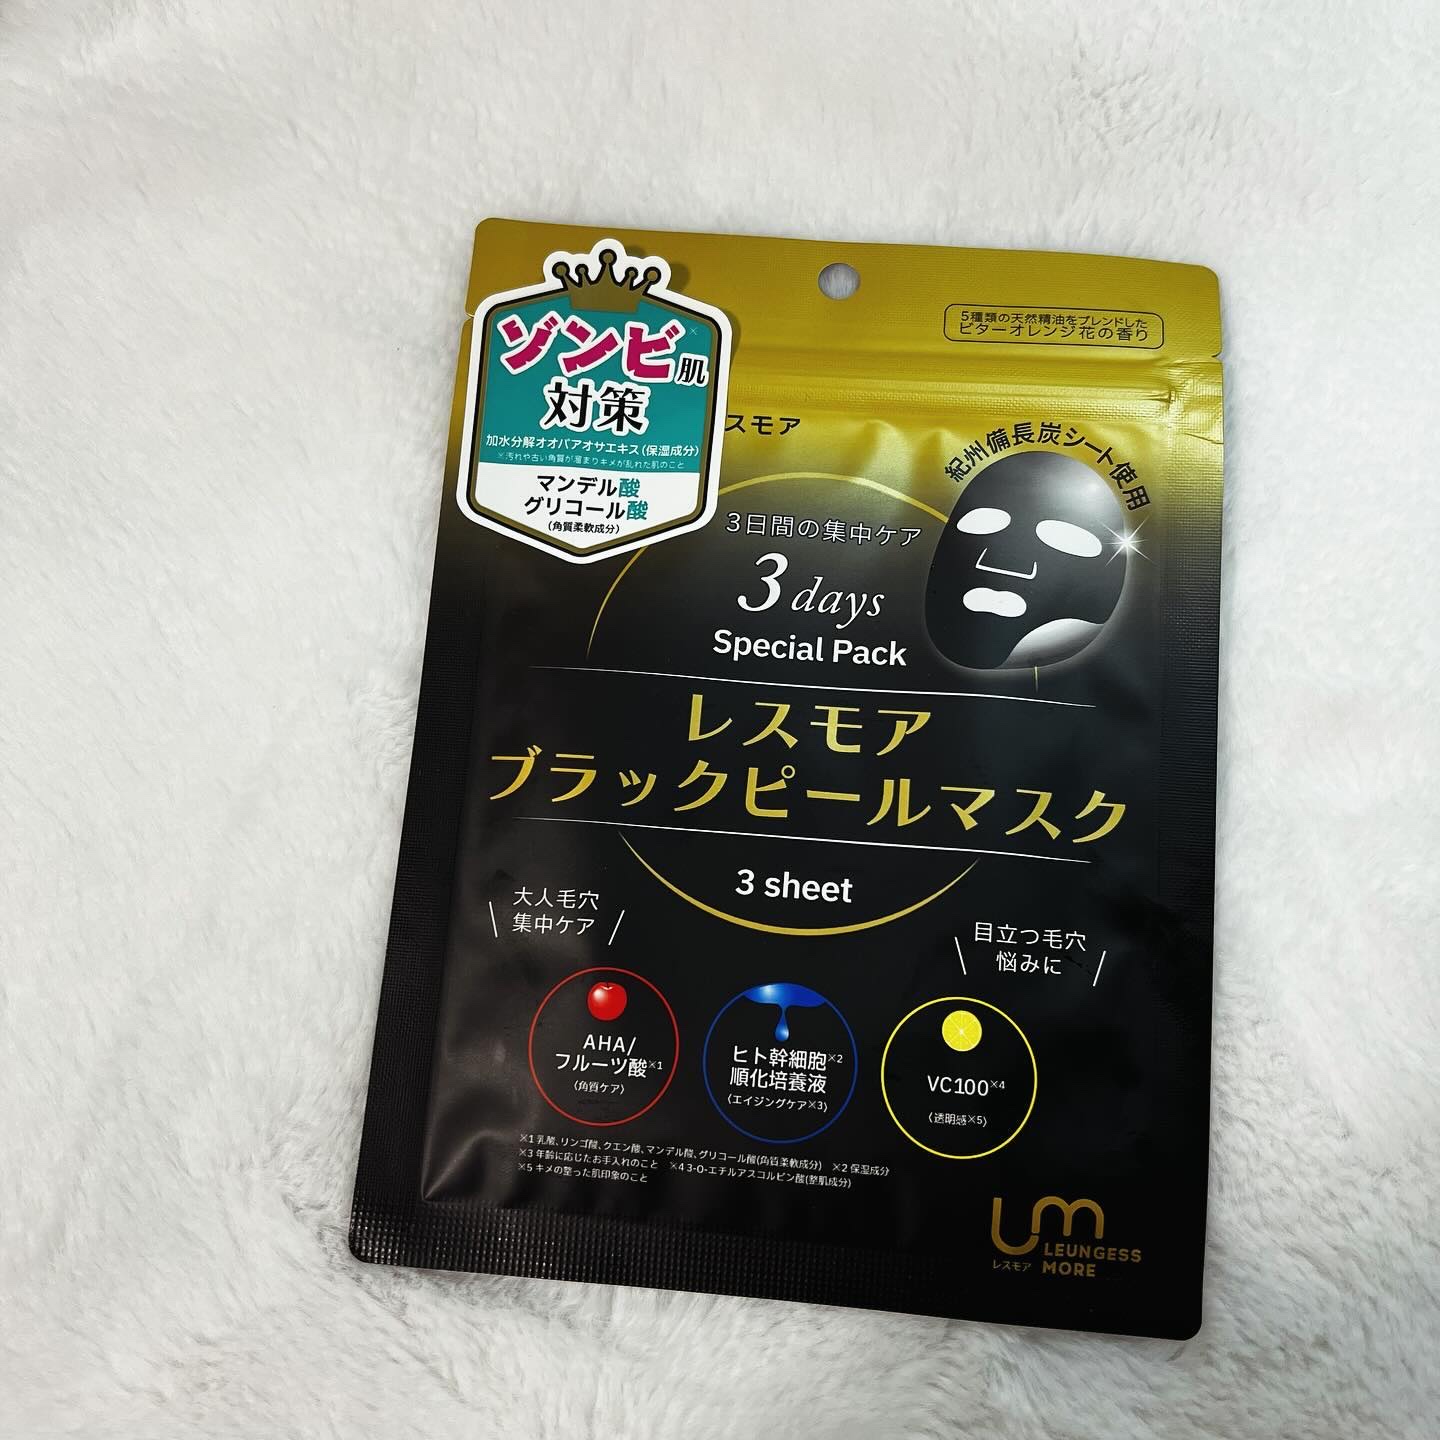 5種類の天然精油をブレンドした
ビターオレンジ花の香り
ゾンビ※肌
対策
加水分解オオバアオサエキス(保湿成分)
※汚れや古い角質が溜まりキメが乱れた肌のこと
マンデル酸
グリコール酸
(角質柔軟成分)
スモア
紀州備長炭シート使用
3日間の集中ケア
3 days
Special Pack
レスモア
ブラックピールマスク
3 sheet
大人毛穴
集中ケア
目立つ毛穴
悩みに
AHA/
フルーツ酸※1
(角質ケア)
ヒト幹細胞※2
順化培養液
(エイジングケア※3)
VC100※4
(透明感※5)
※1 乳酸、リンゴ酸、クエン酸、マンデル酸、グリコール酸(角質柔軟成分) ※2 保湿成分
※3 年齢に応じたお手入れのこと ※4 3-O-エチルアスコルビン酸(整肌成分)
※5 キメの整った肌印象のこと
LEUNGESS
レスモア MORE